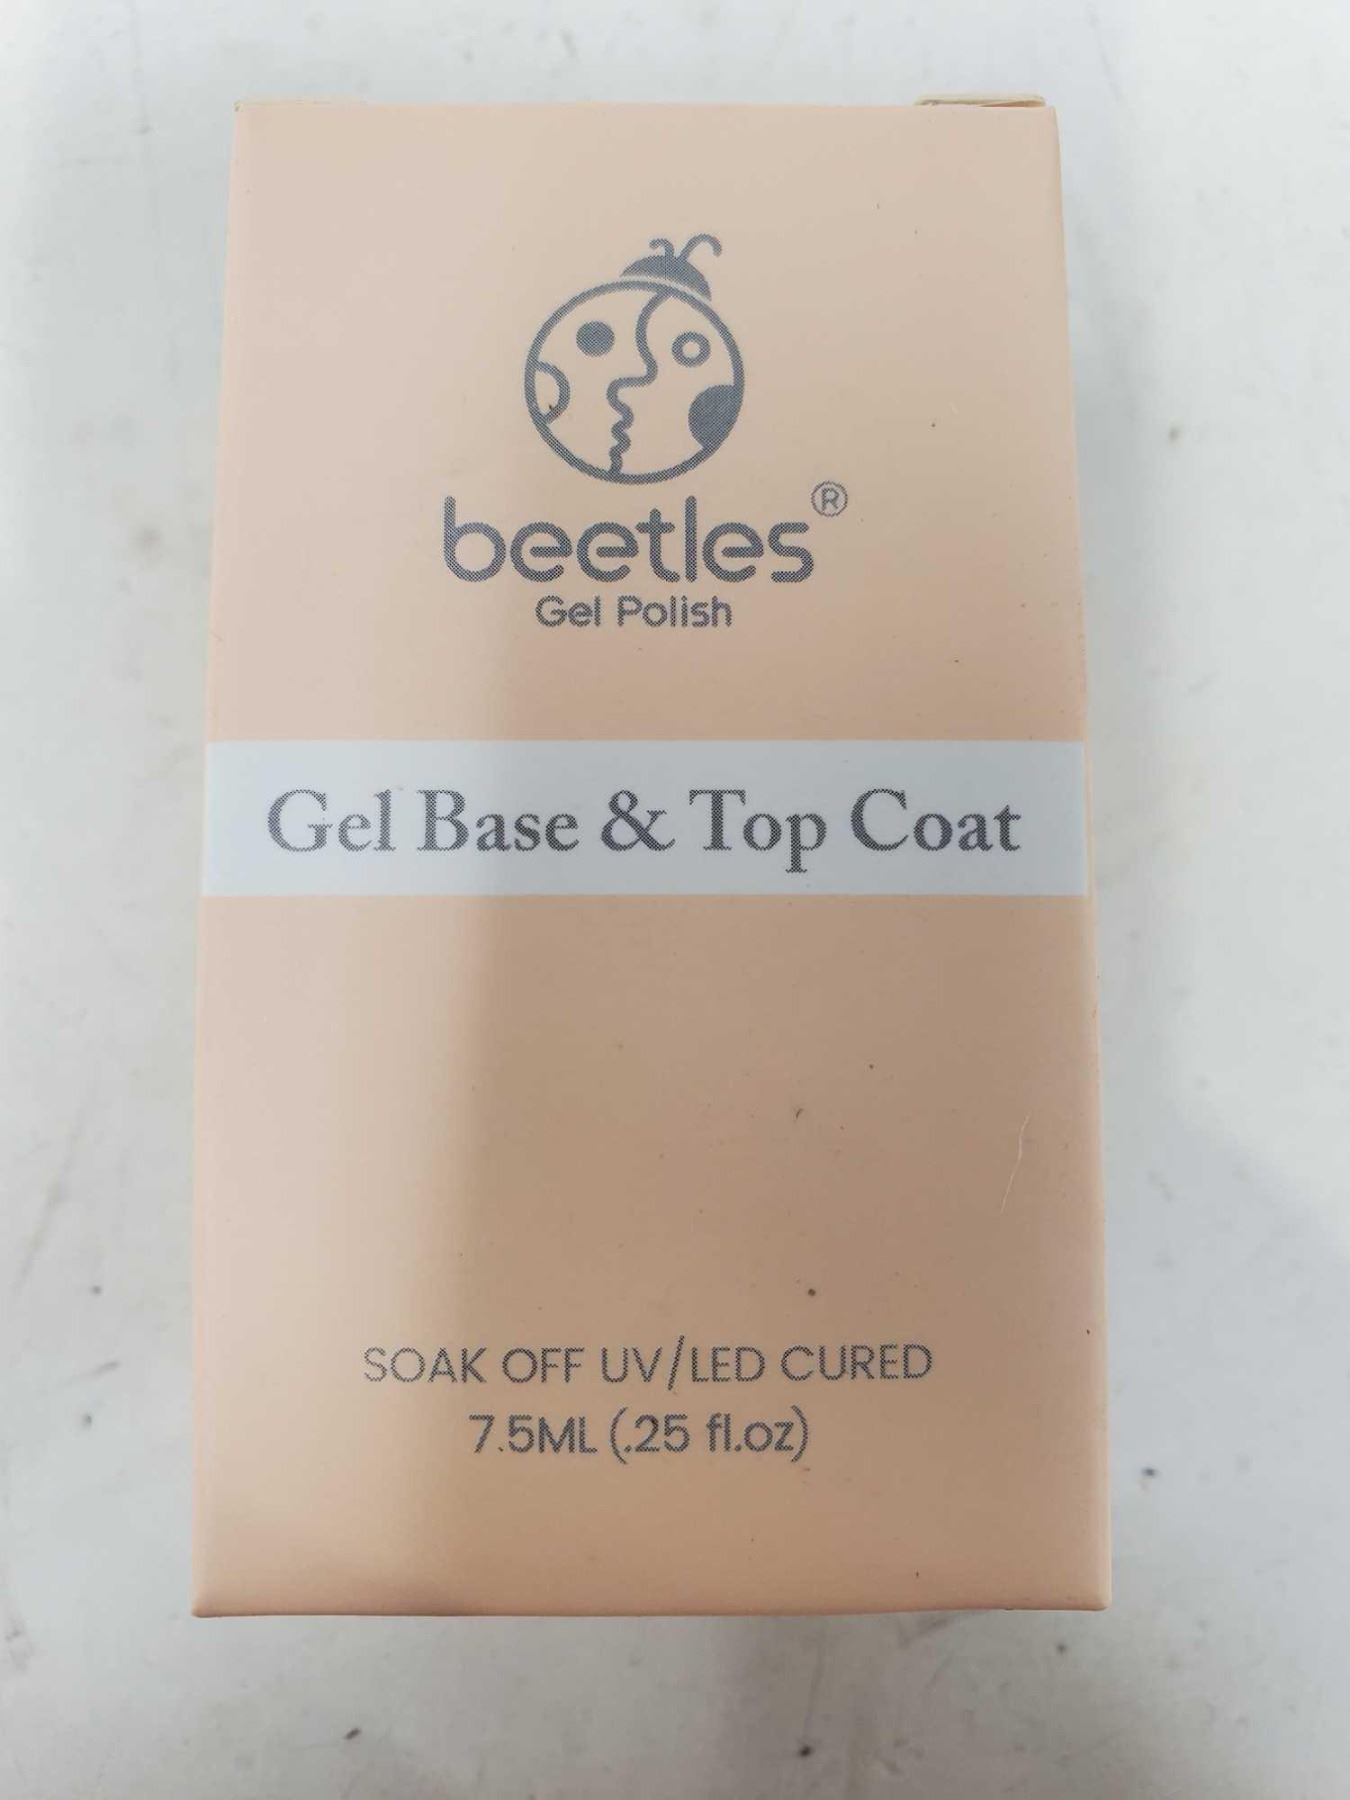 beetles®
Gel Polish
Gel Base & Top Coat
SOAK OFF UV/LED CURED
7.5ML (.25 fl.oz)